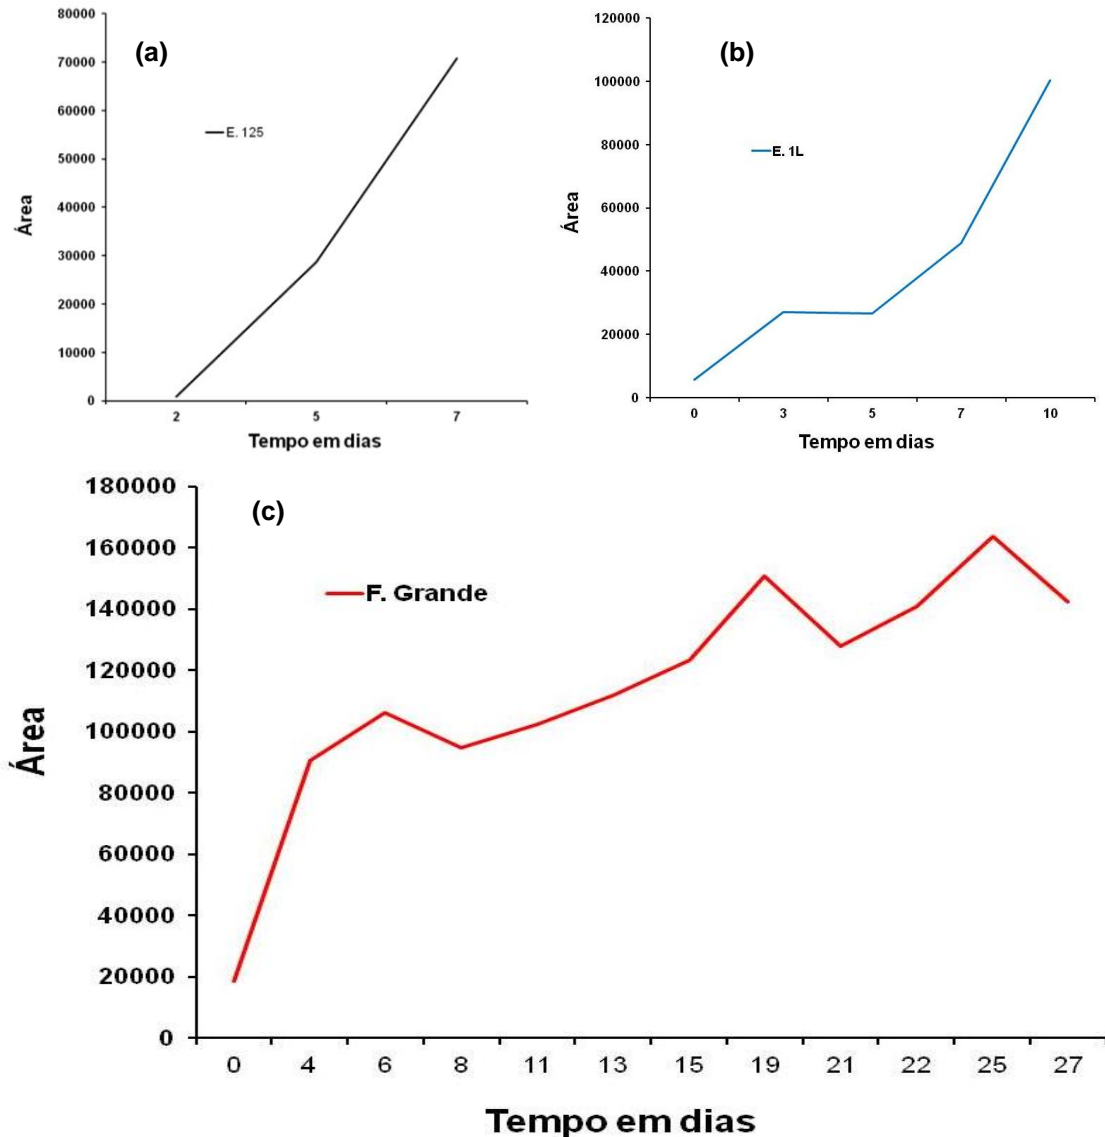 (a)
80000
70000
60000
50000
40000
30000
20000
10000
0
Área
E. 125
2 5 7
Tempo em dias
(b)
120000
100000
80000
60000
40000
20000
0
Área
E. 1L
0 3 5 7 10
Tempo em dias
(c)
180000
160000
140000
120000
100000
80000
60000
40000
20000
0
Área
F. Grande
0 4 6 8 11 13 15 19 21 22 25 27
Tempo em dias